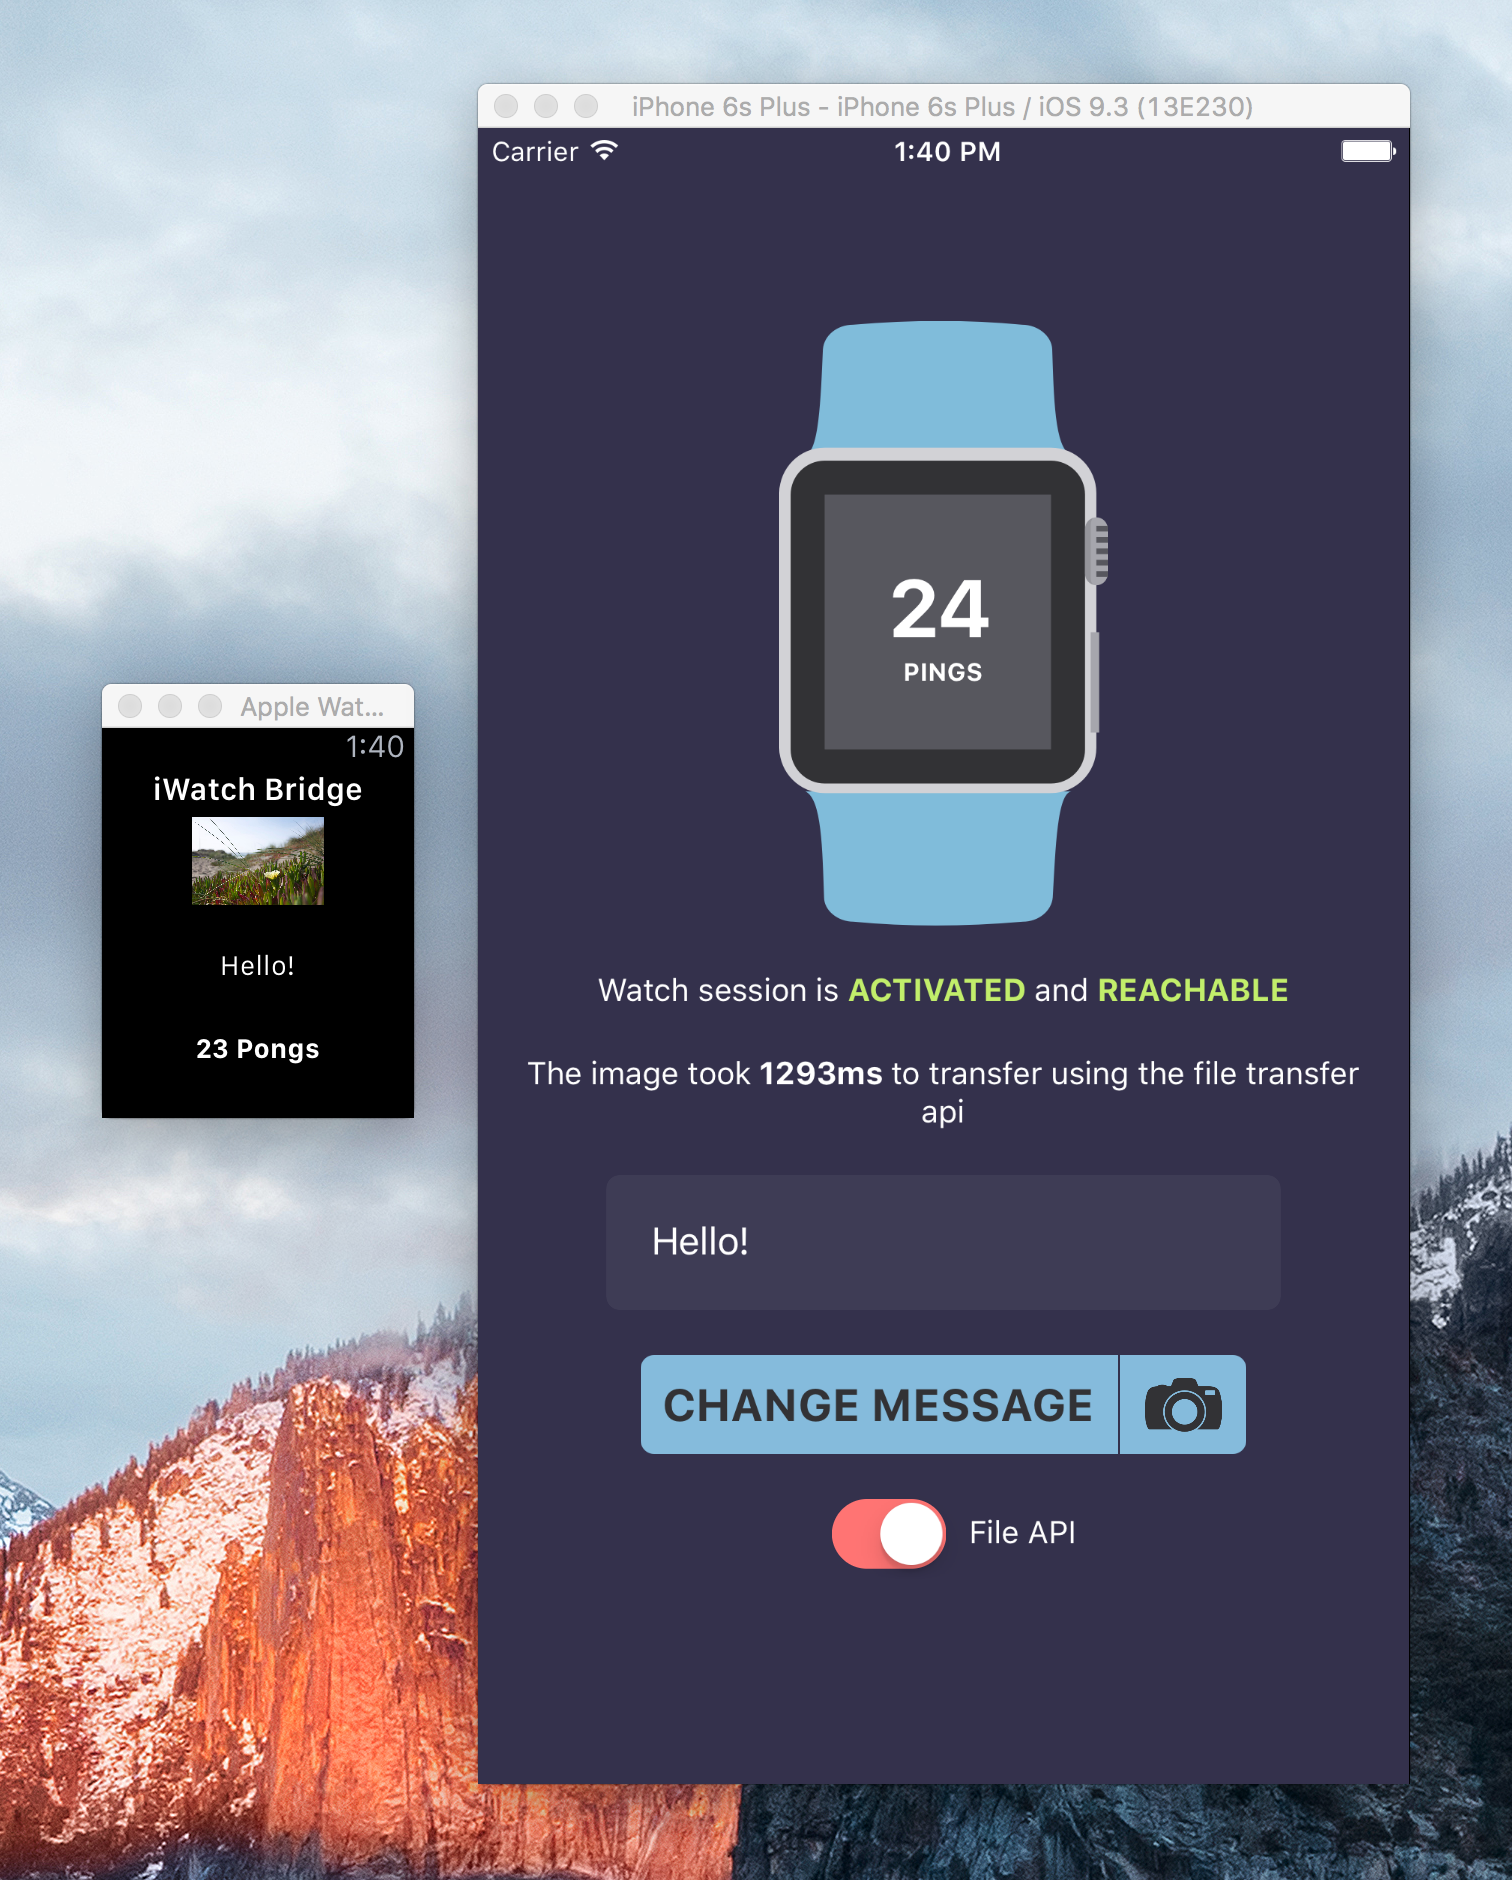 iPhone 6s Plus - iPhone 6s Plus / iOS 9.3 (13E230)
Carrier 1:40 PM
24
PINGS
Apple Wat...
1:40
iWatch Bridge
Hello!
23 Pongs
Watch session is ACTIVATED and REACHABLE
The image took 1293ms to transfer using the file transfer
api
Hello!
CHANGE MESSAGE
File API